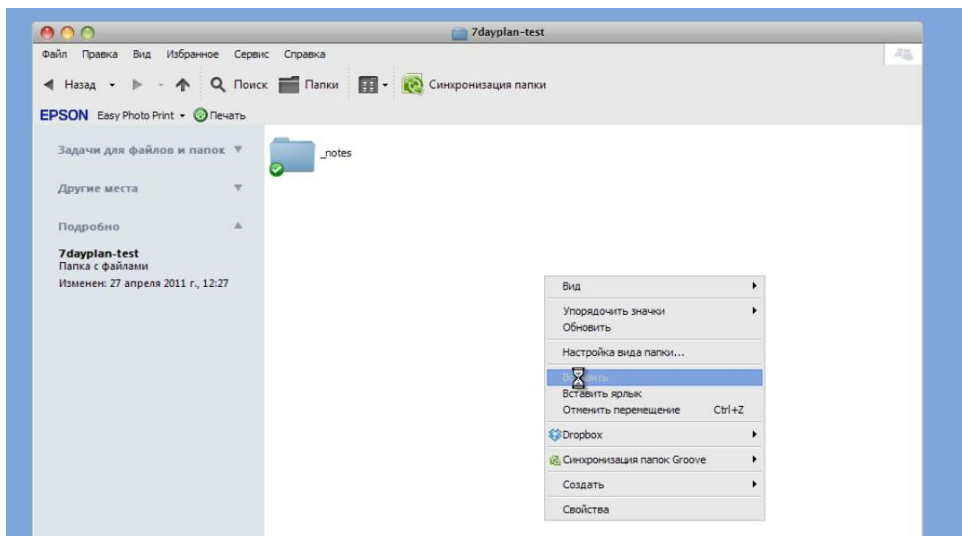 7dayplan-test
Файл Правка Вид Избранное Сервис Справка
Назад Поиск Папки Синхронизация папки
EPSON Easy Photo Print Печать
Задачи для файлов и папок
_notes
Другие места
Подробно
7dayplan-test
Папка с файлами
Изменен: 27 апреля 2011 г., 12:27
Вид
Упорядочить значки
Обновить
Настройка вида папки...
Вставить
Вставить ярлык
Отменить перемещение Ctrl+Z
Dropbox
Синхронизация папок Groove
Создать
Свойства